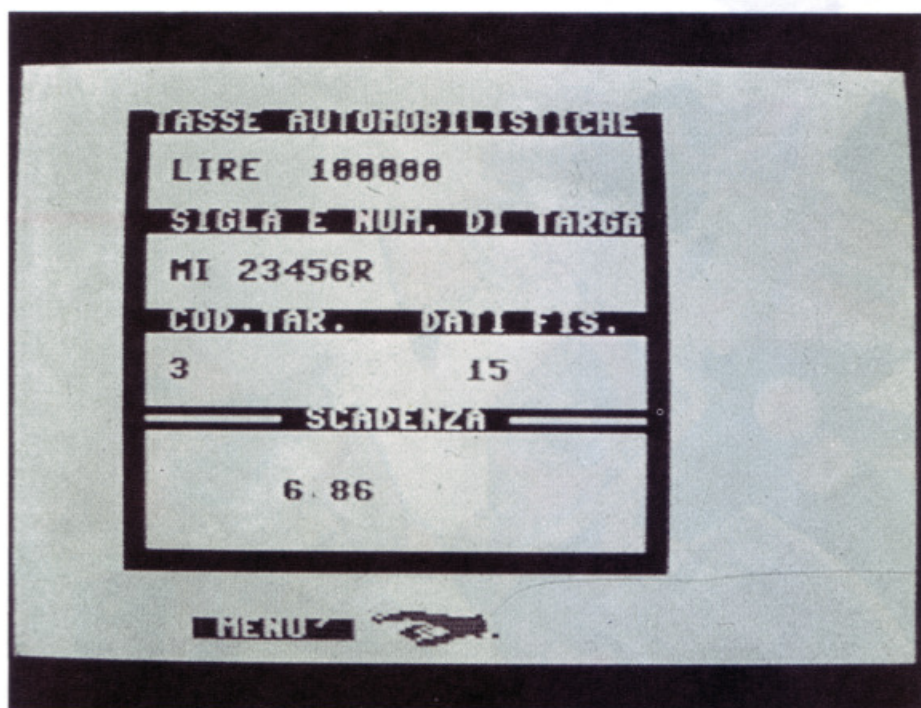 TASSE AUTOMOBILISTICHE
LIRE 100000
SIGLA E NUM. DI TARGA
MI 23456R
COD.TAR. DATI FIS.
3 15
SCADENZA
6.86
MENU'